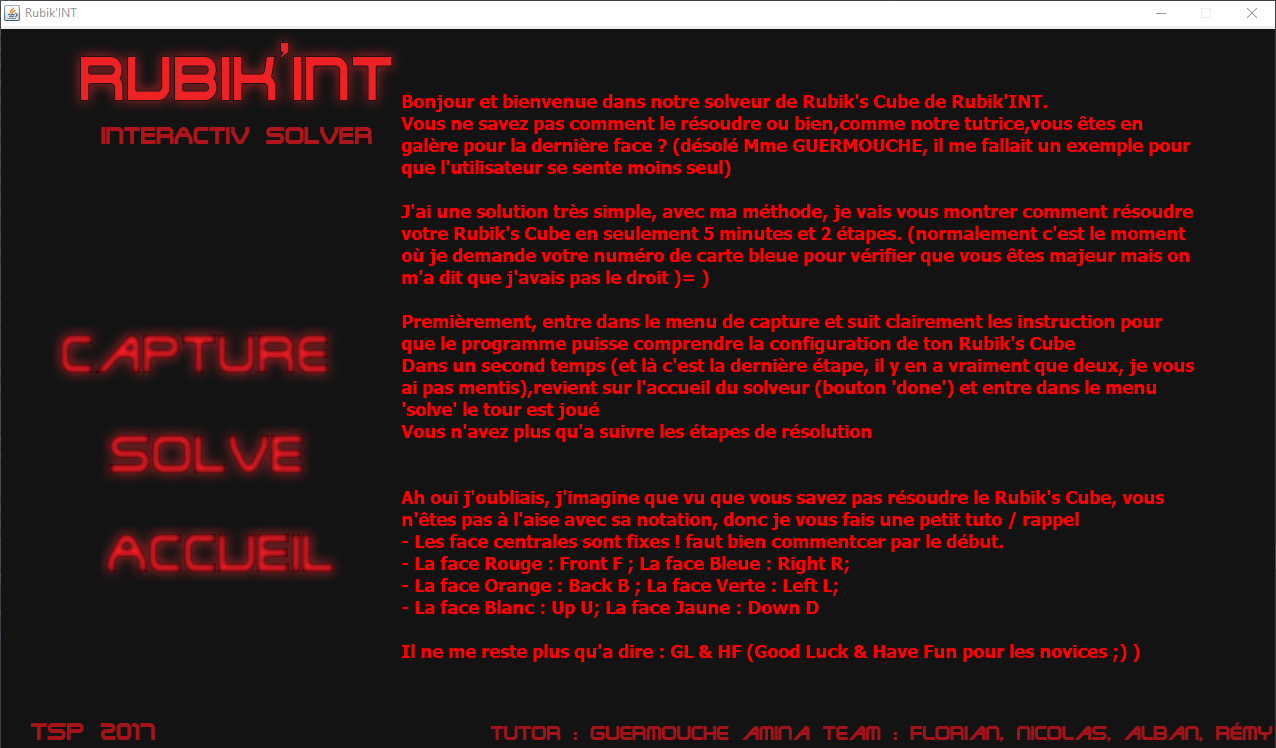 Rubik'INT
RUBIK'INT
INTERACTIV SOLVER
Bonjour et bienvenue dans notre solveur de Rubik's Cube de Rubik'INT.
Vous ne savez pas comment le résoudre ou bien,comme notre tutrice,vous êtes en
galère pour la dernière face ? (désolé Mme GUERMOUCHE, il me fallait un exemple pour
que l'utilisateur se sente moins seul)
J'ai une solution très simple, avec ma méthode, je vais vous montrer comment résoudre
votre Rubik's Cube en seulement 5 minutes et 2 étapes. (normalement c'est le moment
où je demande votre numéro de carte bleue pour vérifier que vous êtes majeur mais on
m'a dit que j'avais pas le droit )= )
Premièrement, entre dans le menu de capture et suit clairement les instruction pour
que le programme puisse comprendre la configuration de ton Rubik's Cube
Dans un second temps (et là c'est la dernière étape, il y en a vraiment que deux, je vous
ai pas mentis),revient sur l'accueil du solveur (bouton 'done') et entre dans le menu
'solve' le tour est joué
Vous n'avez plus qu'a suivre les étapes de résolution
Ah oui j'oubliais, j'imagine que vu que vous savez pas résoudre le Rubik's Cube, vous
n'êtes pas à l'aise avec sa notation, donc je vous fais une petit tuto / rappel
- Les face centrales sont fixes ! faut bien commentcer par le début.
- La face Rouge : Front F ; La face Bleue : Right R;
- La face Orange : Back B ; La face Verte : Left L;
- La face Blanc : Up U; La face Jaune : Down D
Il ne me reste plus qu'a dire : GL & HF (Good Luck & Have Fun pour les novices ;) )
CAPTURE
SOLVE
ACCUEIL
TSP 2017
TUTOR : GUERMOUCHE AMINA TEAM : FLORIAN, NICOLAS, ALBAN, RÉMY